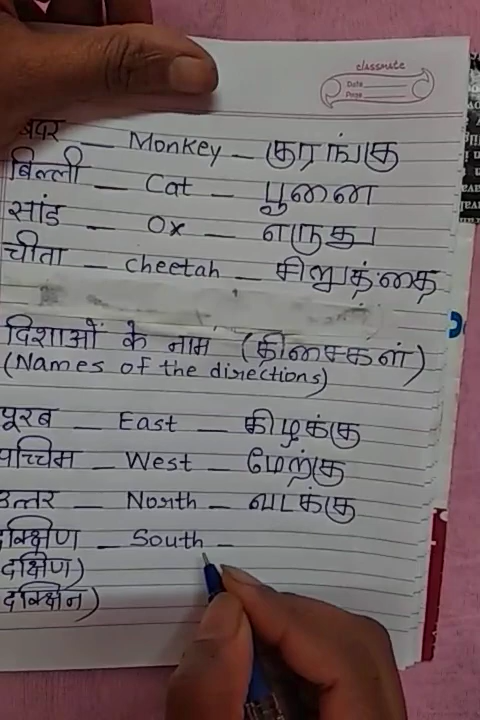 classmate
Date
Page
बंदर – Monkey – குரங்கு
बिल्ली – Cat – பூனை
सांड – Ox – எருது
चीता – cheetah – சிறுத்தை
दिशाओं के नाम (திசைகள்)
(Names of the directions)
पूरब – East – கிழக்கு
पच्चिम – West – மேற்கு
उत्तर – North – வடக்கு
दक्षिण – South –
दक्षिण)
दक्षिन)